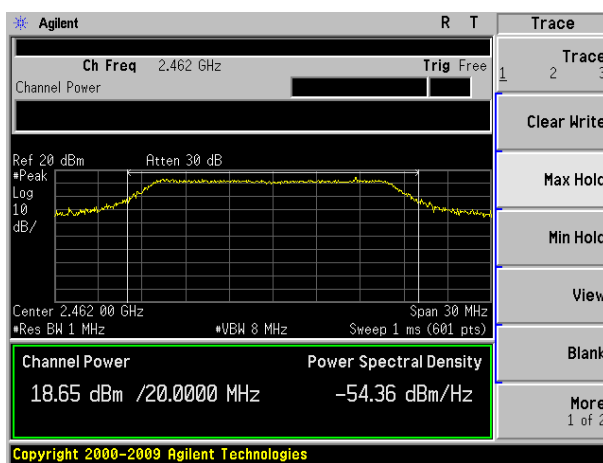 Agilent R T Trace
Ch Freq 2.462 GHz Trig Free
Channel Power
Trace
1 2 3
Clear Write
Ref 20 dBm Atten 30 dB
#Peak
Log
10
dB/
Max Hold
Min Hold
View
Center 2.462 00 GHz Span 30 MHz
#Res BW 1 MHz #VBW 8 MHz Sweep 1 ms (601 pts)
Channel Power Power Spectral Density
18.65 dBm /20.0000 MHz -54.36 dBm/Hz
Blank
More
1 of 2
Copyright 2000-2009 Agilent Technologies